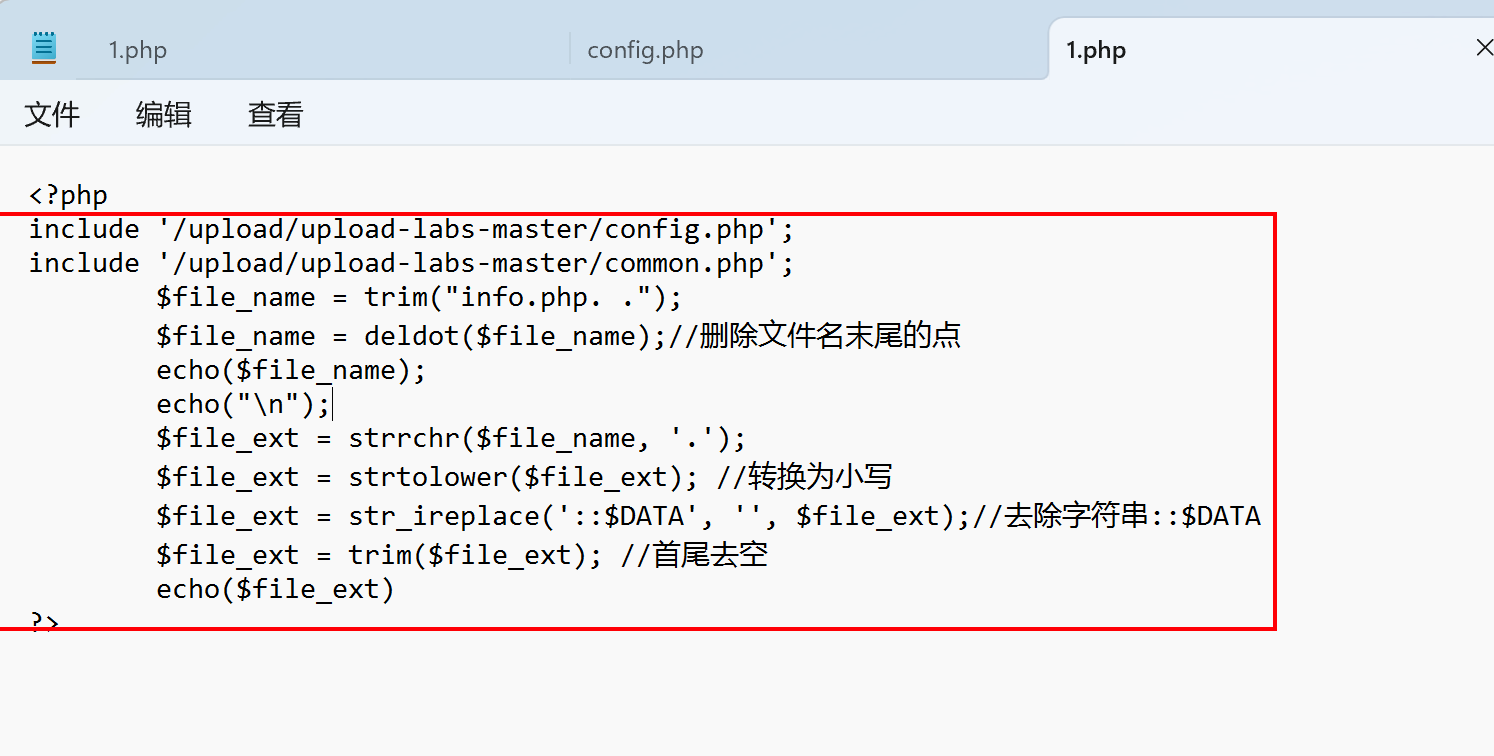 1.php config.php 1.php
文件 编辑 查看
<?php
include '/upload/upload-labs-master/config.php';
include '/upload/upload-labs-master/common.php';
        $file_name = trim("info.php. .");
        $file_name = deldot($file_name);//删除文件名末尾的点
        echo($file_name);
        echo("\n");
        $file_ext = strrchr($file_name, '.');
        $file_ext = strtolower($file_ext); //转换为小写
        $file_ext = str_ireplace('::$DATA', '', $file_ext);//去除字符串::$DATA
        $file_ext = trim($file_ext); //首尾去空
        echo($file_ext)
?>